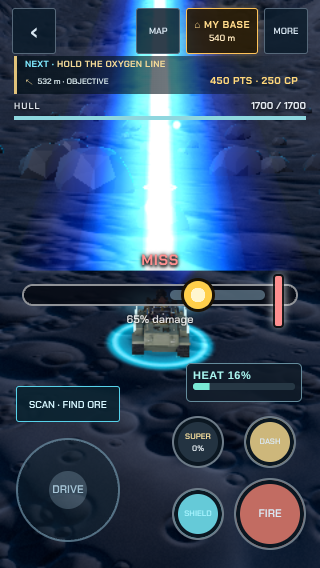 MAP
⌂ MY BASE
540 m
MORE
NEXT · HOLD THE OXYGEN LINE
↖ 532 m · OBJECTIVE
450 PTS · 250 CP
HULL
1700 / 1700
MISS
65% damage
HEAT 16%
SCAN · FIND ORE
SUPER
0%
DASH
DRIVE
SHIELD
FIRE